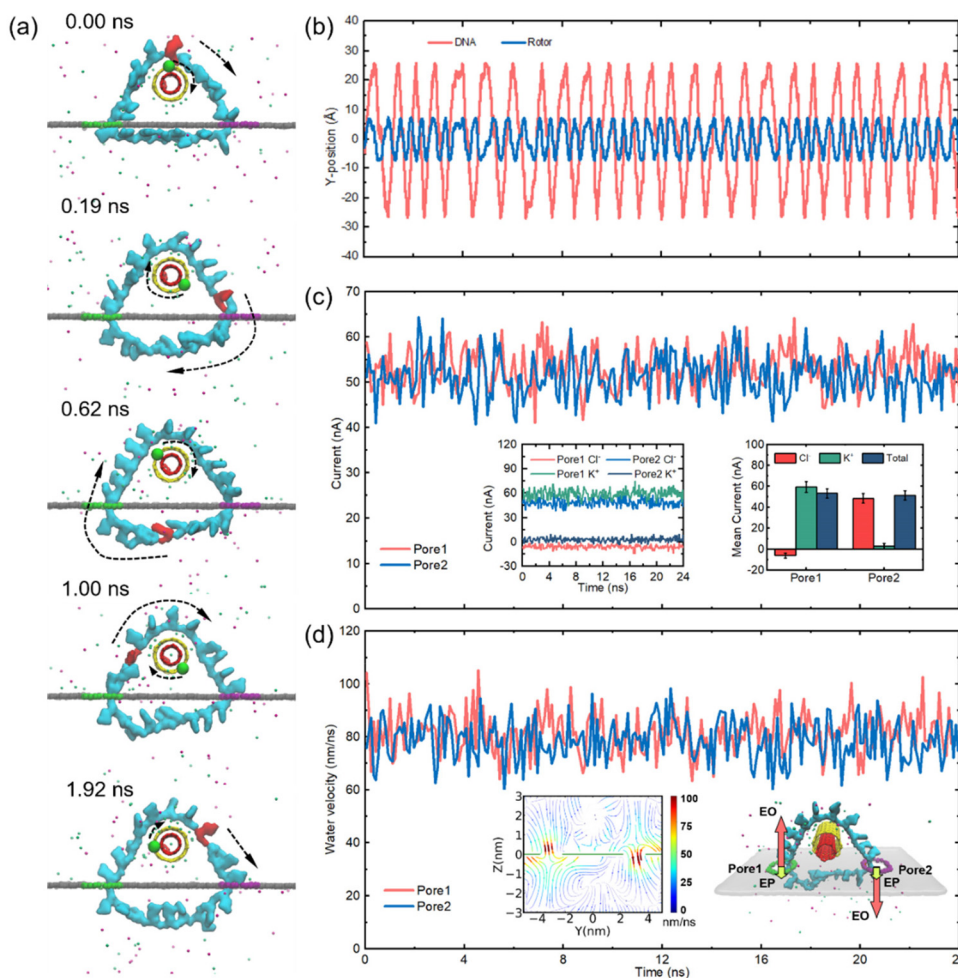 (a)
0.00 ns
0.19 ns
0.62 ns
1.00 ns
1.92 ns
(b)
DNA Rotor
Y-position (Å)
40
30
20
10
0
-10
-20
-30
-40
(c)
Current (nA)
70
60
50
40
30
20
10
0
Pore1
Pore2
Current (nA)
120
90
60
30
0
-30
Pore1 Cl⁻ Pore2 Cl⁻
Pore1 K⁺ Pore2 K⁺
0 4 8 12 16 20 24
Time (ns)
Mean Current (nA)
100
80
60
40
20
0
-20
Cl⁻ K⁺ Total
Pore1 Pore2
(d)
Water velocity (nm/ns)
120
100
80
60
40
20
0
Pore1
Pore2
Z(nm)
3
2
1
0
-1
-2
-3
-4 -2 0 2 4
Y(nm)
100
75
50
25
0
nm/ns
EO
Pore1
EP
Pore2
EP
EO
0 4 8 12 16 20
Time (ns)